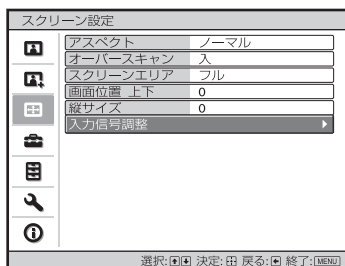 スクリーン設定
アスペクト ノーマル
オーバースキャン 入
スクリーンエリア フル
画面位置 上下 0
縦サイズ 0
入力信号調整
選択: 決定: 戻る: 終了: MENU